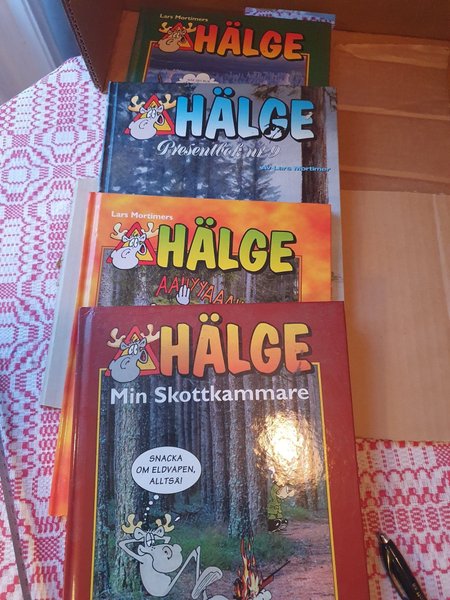 Lars Mortimers
HÄLGE
HÄLGE
Presentbok nr 9
Av Lars Mortimer
Lars Mortimers
HÄLGE
HÄLGE
Min Skottkammare
SNACKA
OM ELDVAPEN,
ALLTSÅ!